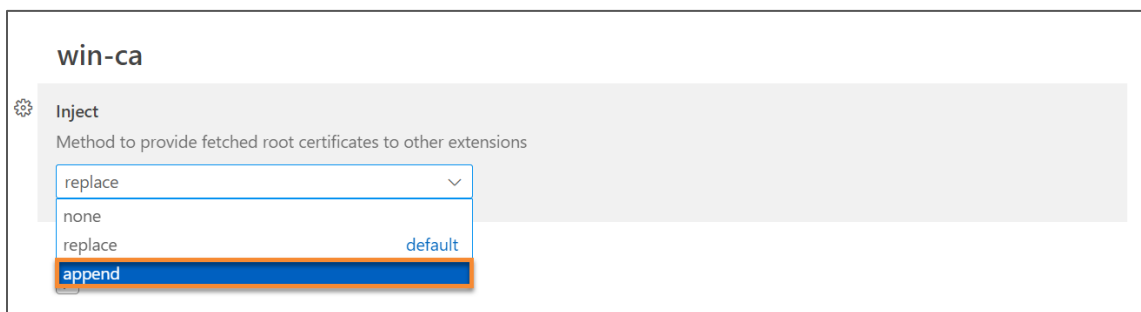 win-ca
Inject
Method to provide fetched root certificates to other extensions
replace
none
replace default
append